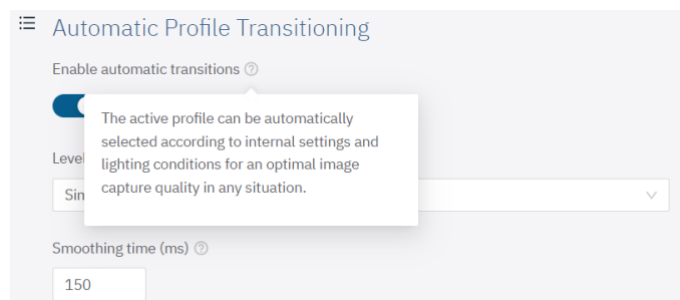 Automatic Profile Transitioning
Enable automatic transitions
The active profile can be automatically
selected according to internal settings and
lighting conditions for an optimal image
capture quality in any situation.
Level
Smoothing time (ms)
150